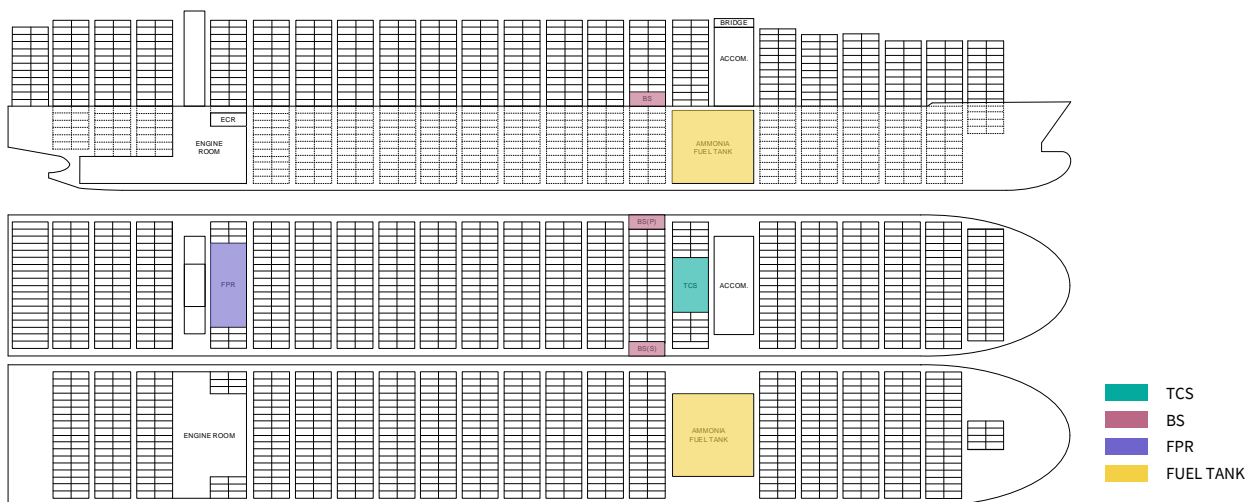 BRIDGE
ACCOM.
BS
ECR
ENGINE
ROOM
AMMONIA
FUEL TANK
BS(P)
FPR
TCS
ACCOM.
BS(S)
ENGINE ROOM
AMMONIA
FUEL TANK
TCS
BS
FPR
FUEL TANK